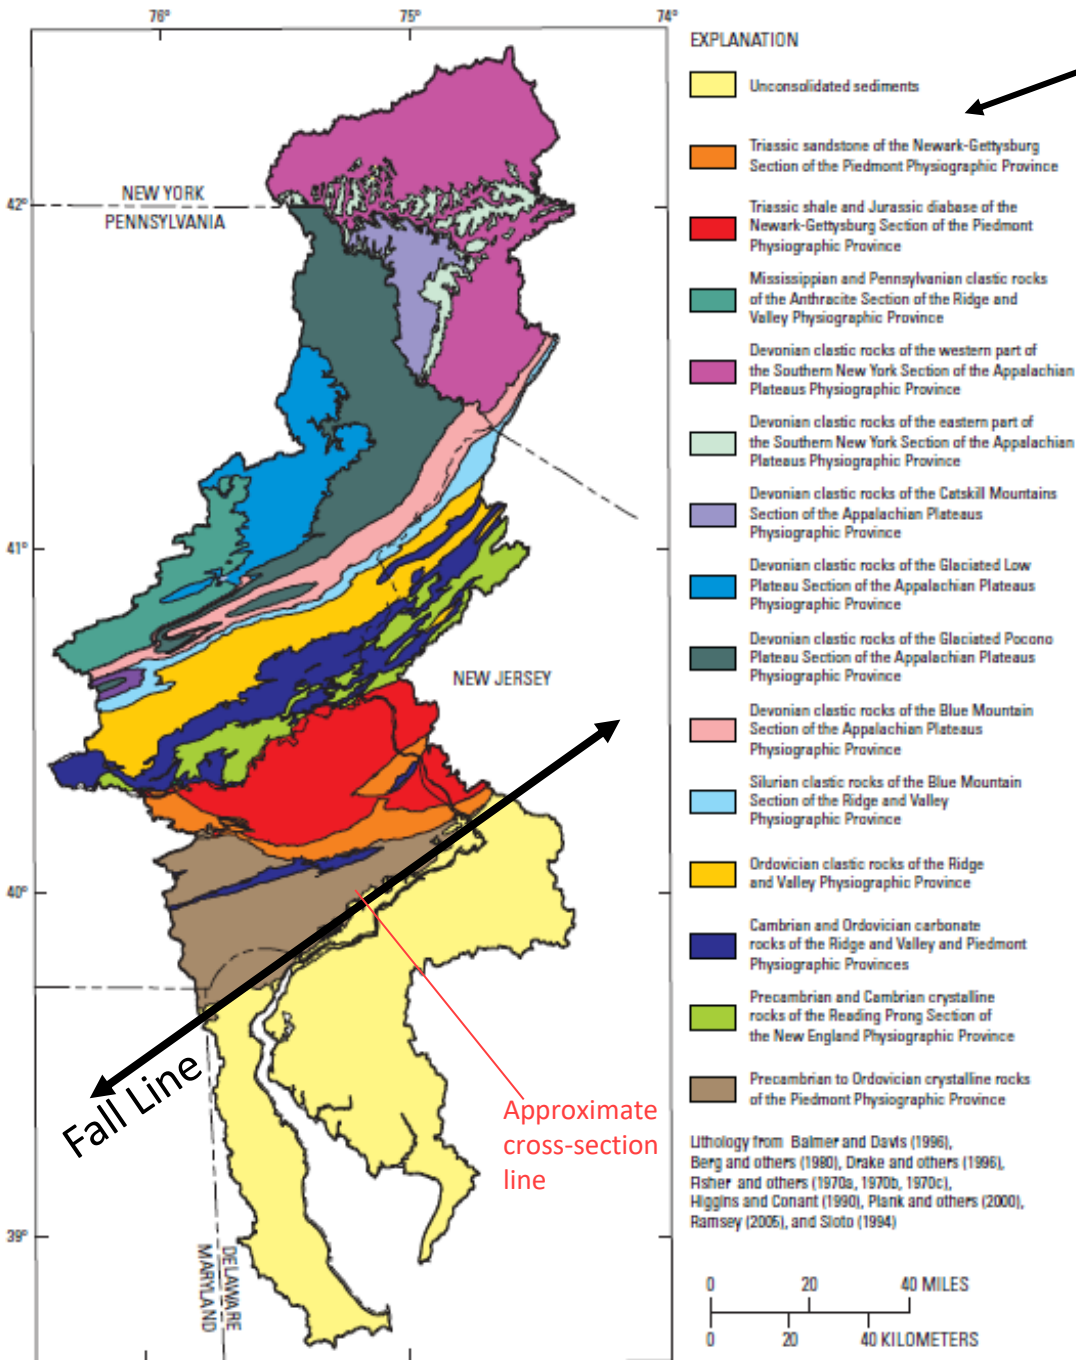 76°
75°
74°
NEW YORK
42°
PENNSYLVANIA
41°
NEW JERSEY
40°
Fall Line
Approximate
cross-section
line
39°
MARYLAND
DELAWARE
EXPLANATION
Unconsolidated sediments
Triassic sandstone of the Newark-Gettysburg
Section of the Piedmont Physiographic Province
Triassic shale and Jurassic diabase of the
Newark-Gettysburg Section of the Piedmont
Physiographic Province
Mississippian and Pennsylvanian clastic rocks
of the Anthracite Section of the Ridge and
Valley Physiographic Province
Devonian clastic rocks of the western part of
the Southern New York Section of the Appalachian
Plateaus Physiographic Province
Devonian clastic rocks of the eastern part of
the Southern New York Section of the Appalachian
Plateaus Physiographic Province
Devonian clastic rocks of the Catskill Mountains
Section of the Appalachian Plateaus
Physiographic Province
Devonian clastic rocks of the Glaciated Low
Plateau Section of the Appalachian Plateaus
Physiographic Province
Devonian clastic rocks of the Glaciated Pocono
Plateau Section of the Appalachian Plateaus
Physiographic Province
Devonian clastic rocks of the Blue Mountain
Section of the Appalachian Plateaus
Physiographic Province
Silurian clastic rocks of the Blue Mountain
Section of the Ridge and Valley
Physiographic Province
Ordovician clastic rocks of the Ridge
and Valley Physiographic Province
Cambrian and Ordovician carbonate
rocks of the Ridge and Valley and Piedmont
Physiographic Provinces
Precambrian and Cambrian crystalline
rocks of the Reading Prong Section of
the New England Physiographic Province
Precambrian to Ordovician crystalline rocks
of the Piedmont Physiographic Province
Lithology from Balmer and Davis (1996),
Berg and others (1980), Drake and others (1996),
Fisher and others (1970a, 1970b, 1970c),
Higgins and Conant (1990), Plank and others (2000),
Ramsey (2005), and Sloto (1994)
0 20 40 MILES
0 20 40 KILOMETERS